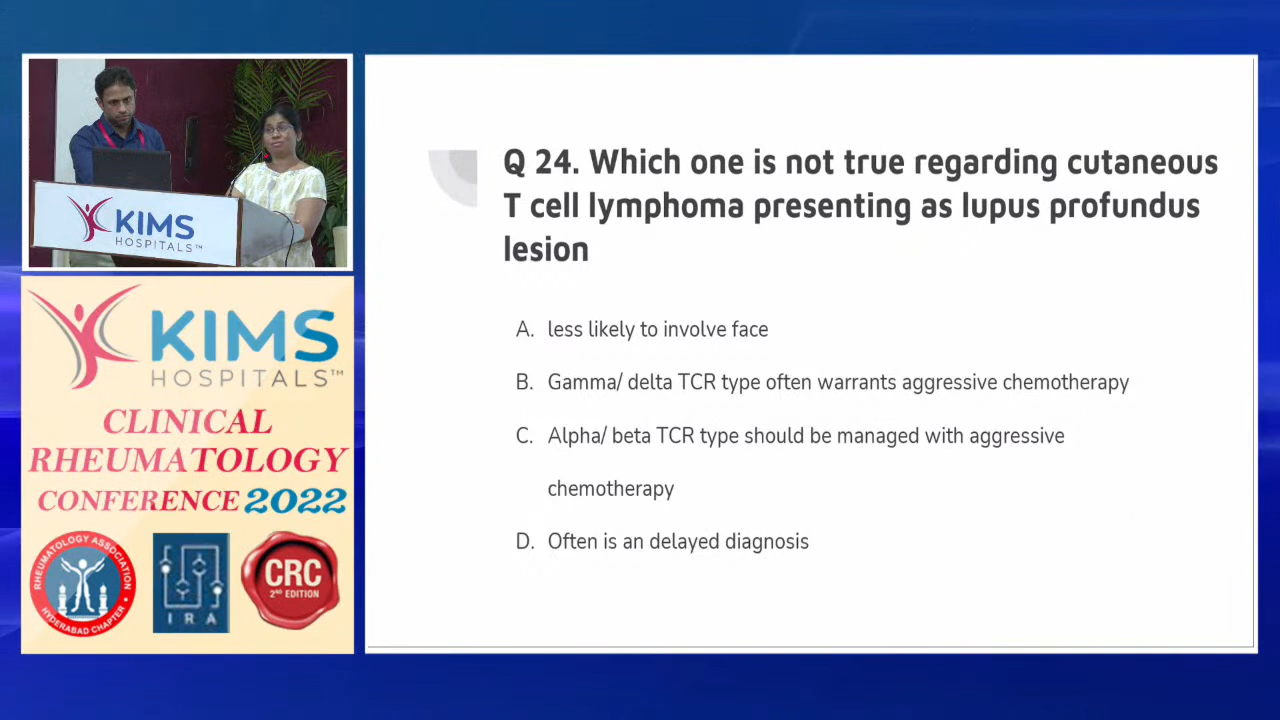 KIMS
HOSPITALS™
KIMS
HOSPITALS™
CLINICAL
RHEUMATOLOGY
CONFERENCE 2022
RHEUMATOLOGY ASSOCIATION
HYDERABAD CHAPTER
IRA
CRC
2ND EDITION
Q 24. Which one is not true regarding cutaneous
T cell lymphoma presenting as lupus profundus
lesion
A. less likely to involve face
B. Gamma/ delta TCR type often warrants aggressive chemotherapy
C. Alpha/ beta TCR type should be managed with aggressive
chemotherapy
D. Often is an delayed diagnosis